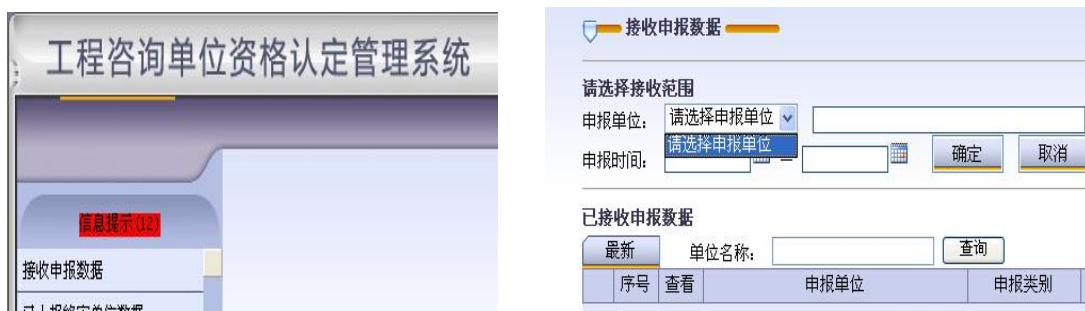 工程咨询单位资格认定管理系统
信息提示(12)
接收申报数据
接收申报数据
请选择接收范围
申报单位： 请选择申报单位
请选择申报单位
申报时间： — 确定 取消
已接收申报数据
最新 单位名称： 查询
序号 查看 申报单位 申报类别